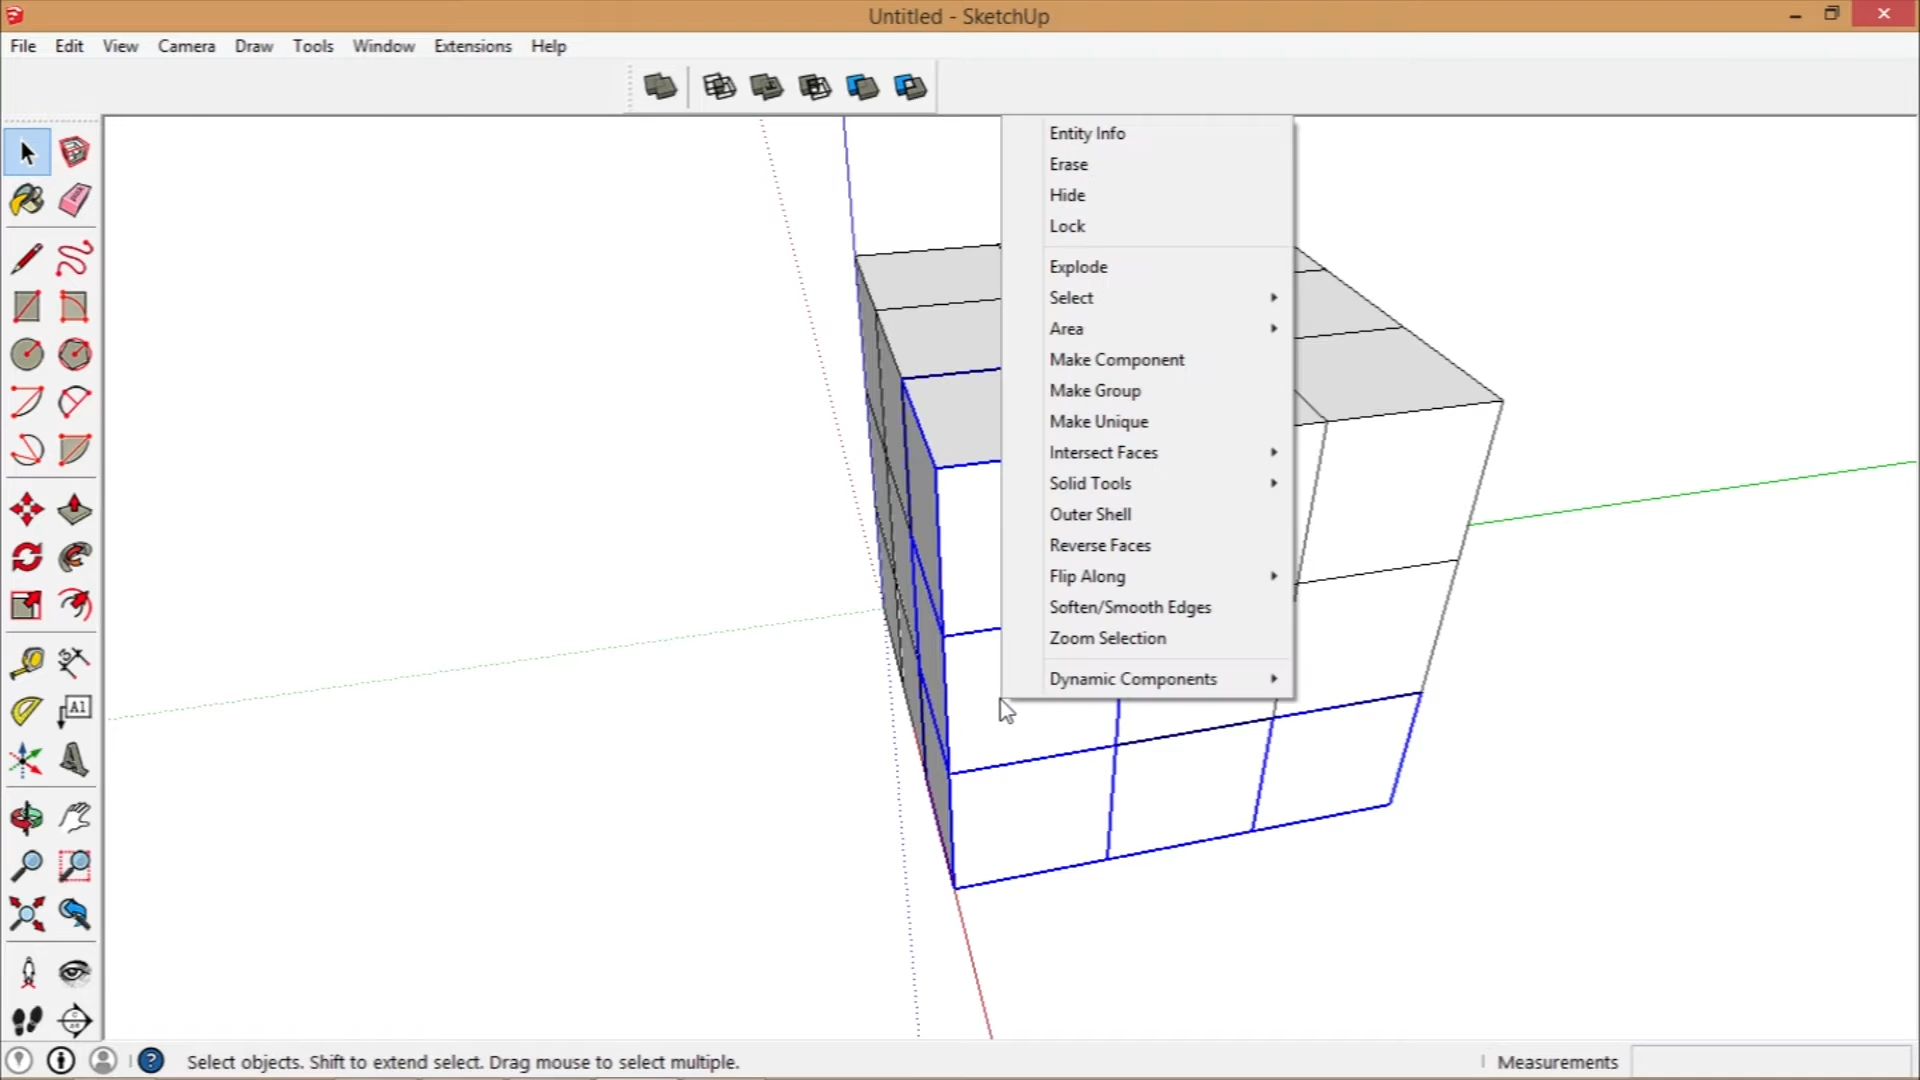 Untitled - SketchUp
File Edit View Camera Draw Tools Window Extensions Help
Entity Info
Erase
Hide
Lock
Explode
Select
Area
Make Component
Make Group
Make Unique
Intersect Faces
Solid Tools
Outer Shell
Reverse Faces
Flip Along
Soften/Smooth Edges
Zoom Selection
Dynamic Components
A1
Select objects. Shift to extend select. Drag mouse to select multiple.
Measurements